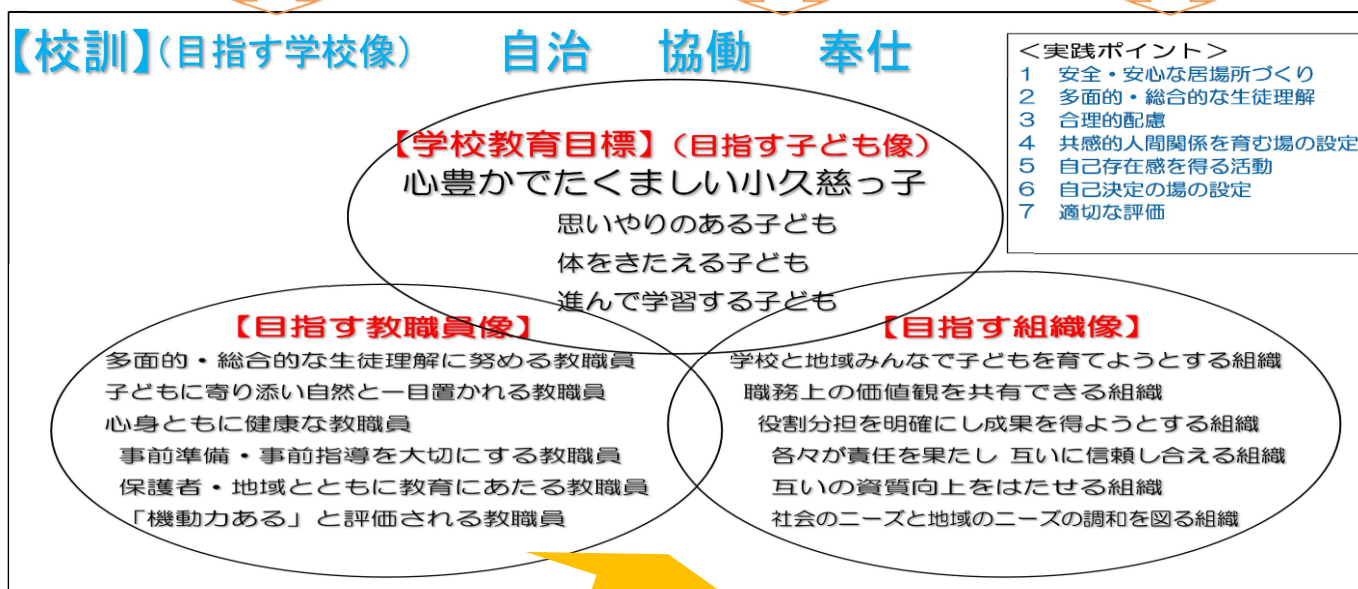 【校訓】(目指す学校像) 自治 協働 奉仕
<実践ポイント>
1 安全・安心な居場所づくり
2 多面的・総合的な生徒理解
3 合理的配慮
4 共感的人間関係を育む場の設定
5 自己存在感を得る活動
6 自己決定の場の設定
7 適切な評価
【学校教育目標】(目指す子ども像)
心豊かでたくましい小久慈っ子
思いやりのある子ども
体をきたえる子ども
進んで学習する子ども
【目指す教職員像】
多面的・総合的な生徒理解に努める教職員
子どもに寄り添い自然と一目置かれる教職員
心身ともに健康な教職員
事前準備・事前指導を大切にする教職員
保護者・地域とともに教育にあたる教職員
「機動力ある」と評価される教職員
【目指す組織像】
学校と地域みんなで子どもを育てようとする組織
職務上の価値観を共有できる組織
役割分担を明確にし成果を得ようとする組織
各々が責任を果たし 互いに信頼し合える組織
互いの資質向上をはたせる組織
社会のニーズと地域のニーズの調和を図る組織